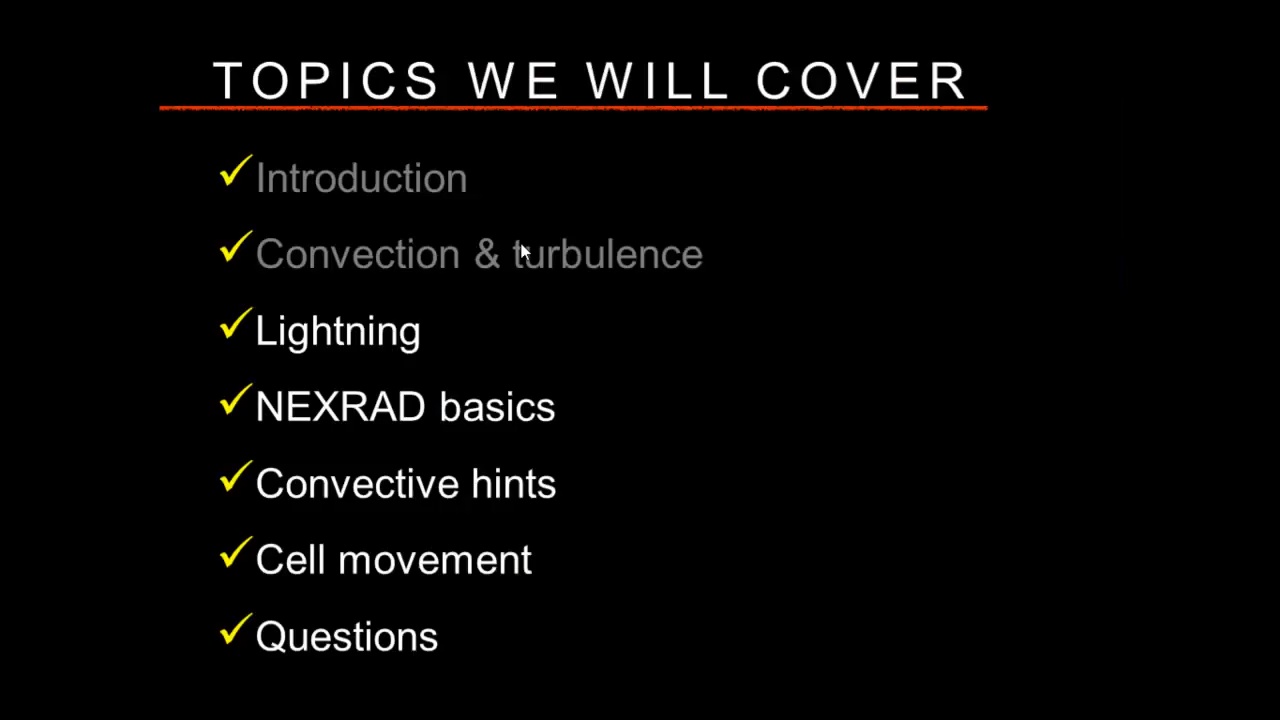 TOPICS WE WILL COVER
Introduction
Convection & turbulence
Lightning
NEXRAD basics
Convective hints
Cell movement
Questions